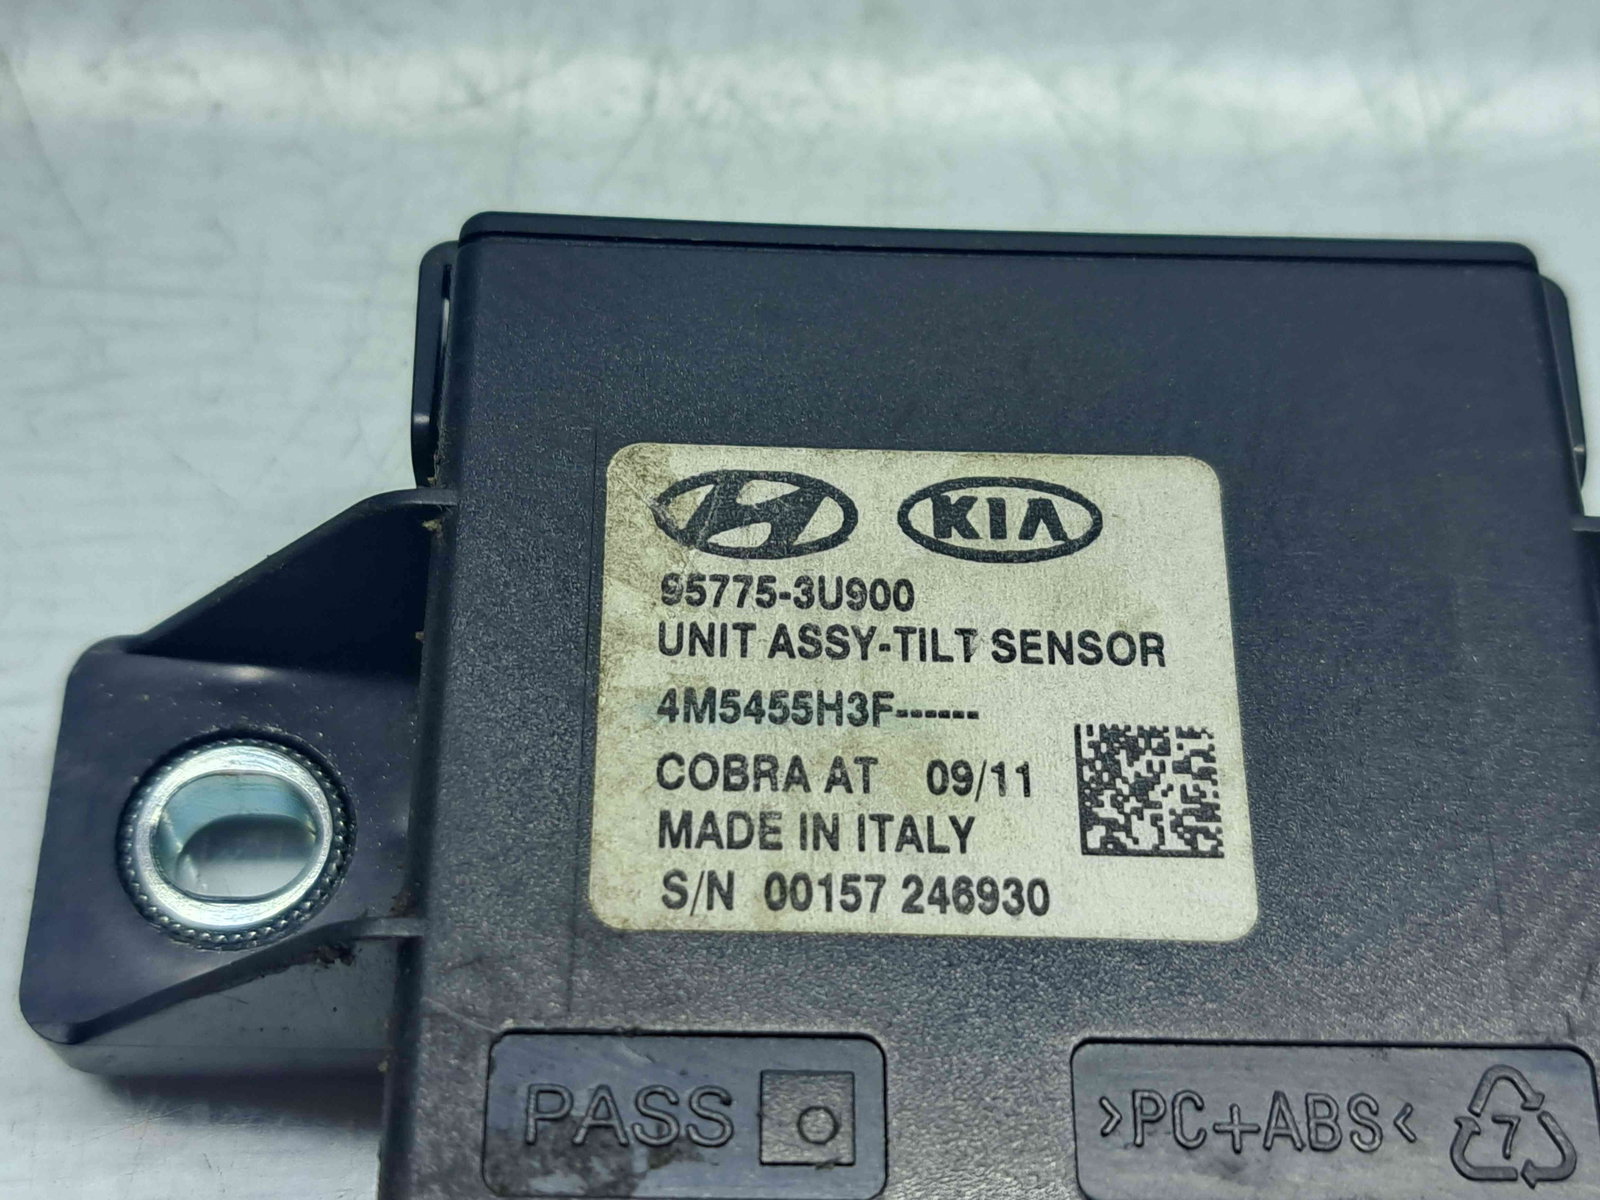 KIA
95775-3U900
UNIT ASSY-TILT SENSOR
4M5455H3F------
COBRA AT 09/11
MADE IN ITALY
S/N 00157 246930
PASS
>PC+ABS<
7